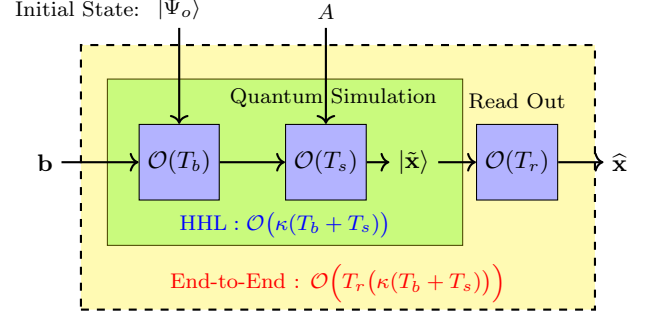 Initial State: |Ψ_o⟩ A
Quantum Simulation Read Out
b O(T_b) O(T_s) |x̃⟩ O(T_r) x̂
HHL : O(κ(T_b + T_s))
End-to-End : O(T_r(κ(T_b + T_s)))